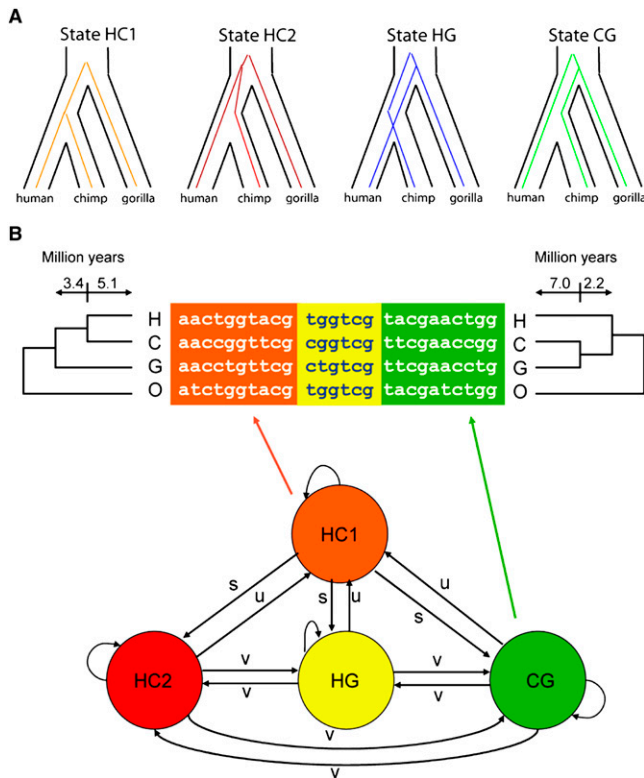 A
State HC1 State HC2 State HG State CG
human chimp gorilla human chimp gorilla human chimp gorilla human chimp gorilla
B
Million years Million years
3.4 5.1 7.0 2.2
H aactggtacg tggtcg tacgaactgg H
C aaccggttcg cggtcg ttcgaaccgg C
G aacctgttcg ctgtcg ttcgaacctg G
O atctggtacg tggtcg tacgatctgg O
HC1
s u s u s u
HC2 v v HG v v CG
v
v